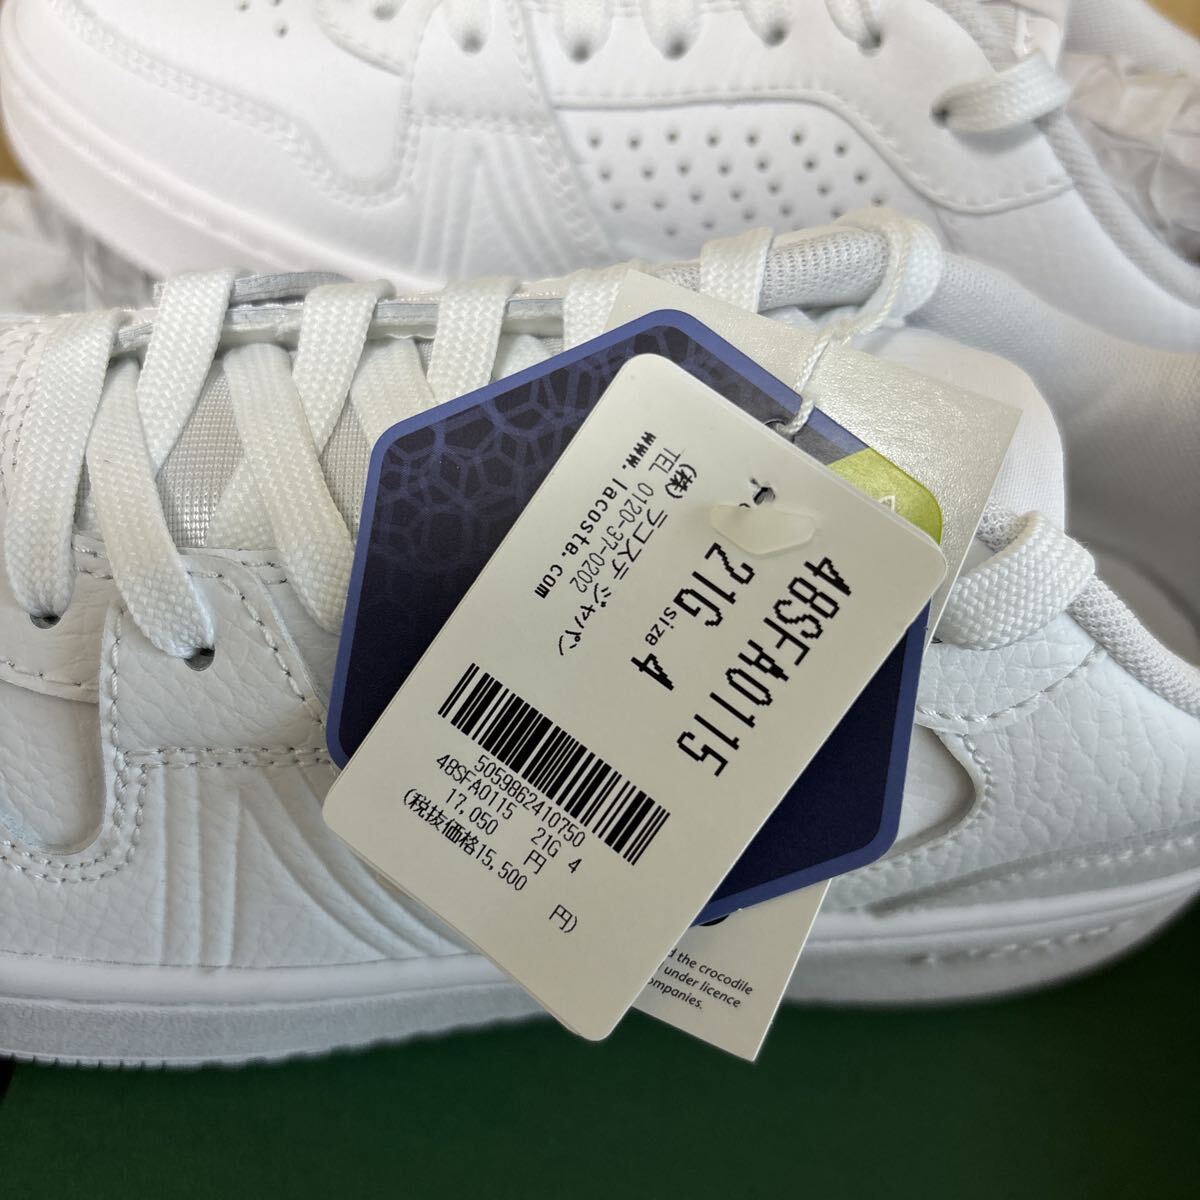 48SFA0115
21G size 4
(株) ラコステ ジャパン
TEL 0120-37-0202
www.lacoste.com
5059862410750
48SFA0115 21G 4
17,050 円
(税抜価格15,500 円)
the crocodile
under licence
ompanies.